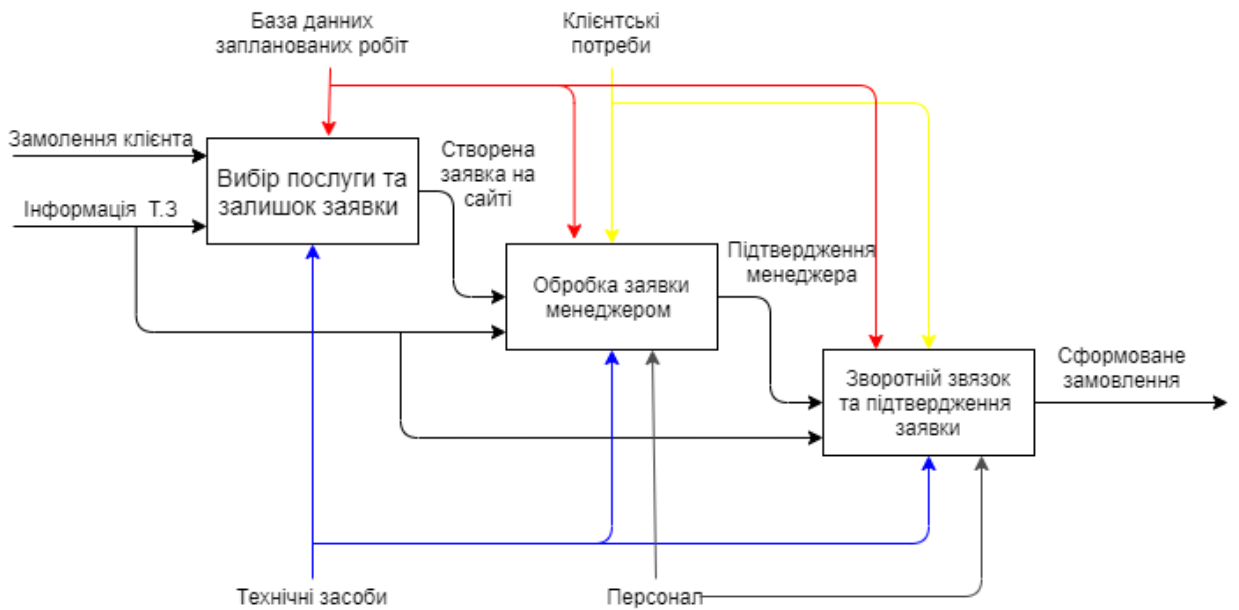 База данних
запланованих робіт
Клієнтські
потреби
Замолення клієнта
Вибір послуги та
залишок заявки
Створена
заявка на
сайті
Інформація Т.З
Обробка заявки
менеджером
Підтвердження
менеджера
Зворотній звязок
та підтвердження
заявки
Сформоване
замовлення
Технічні засоби
Персонал